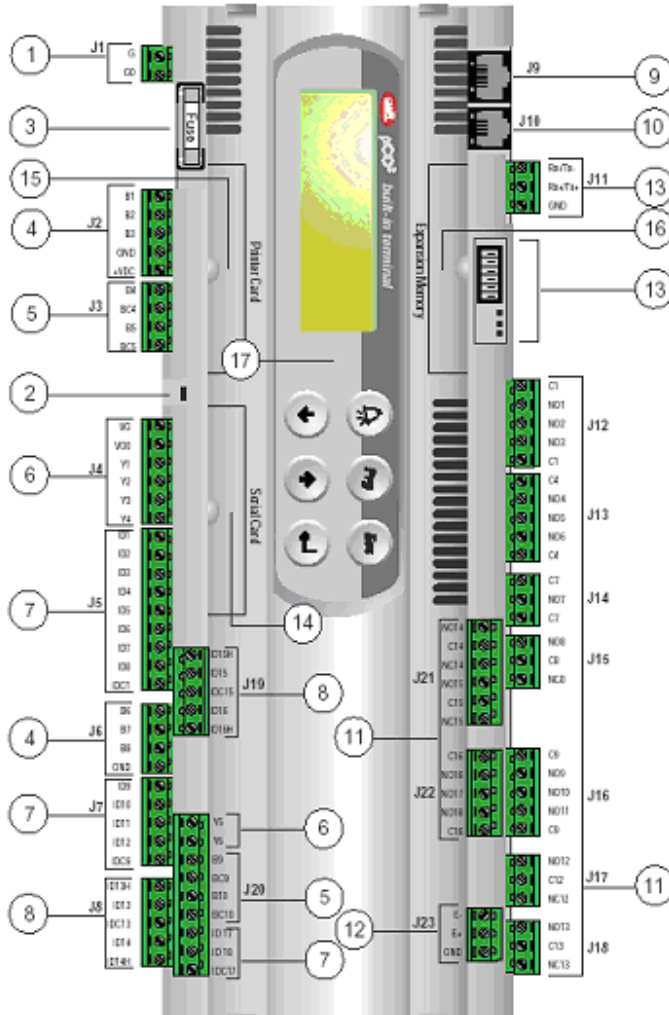 1
J1
G
G0
3
Fuse
15
4
J2
B1
B2
B3
GND
+VDC
5
J3
B4
BC4
B5
BC5
2
6
J4
VG
VG0
Y1
Y2
Y3
Y4
7
J5
ID1
ID2
ID3
ID4
ID5
ID6
ID7
ID8
IDC1
4
J6
B6
B7
B8
GND
7
J7
ID9
ID10
ID11
ID12
IDC9
8
J8
ID13H
ID13
IDC13
ID14
ID14H
Printer Card
Serial Card
17
14
J19
ID15H
ID15
IDC15
ID16
ID16H
8
J20
Y5
Y6
6
B9
BC9
B10
BC10
5
ID17
ID18
IDC17
7
pCO²
built-in terminal
Prg
Esc
Expansion Memory
J21
NO14
C14
NC14
NO15
C15
NC15
11
J22
C16
NO16
NO17
NO18
C16
12
J23
E-
E+
GND
J9
9
J10
10
Rx/Tx-
Rx/Tx+
GND
J11
13
16
13
C1
NO1
NO2
NO3
C1
J12
C4
NO4
NO5
NO6
C4
J13
C7
NO7
C7
J14
NO8
C8
NC8
J15
C9
NO9
NO10
NO11
C9
J16
NO12
C12
NC12
J17
11
NO13
C13
NC13
J18